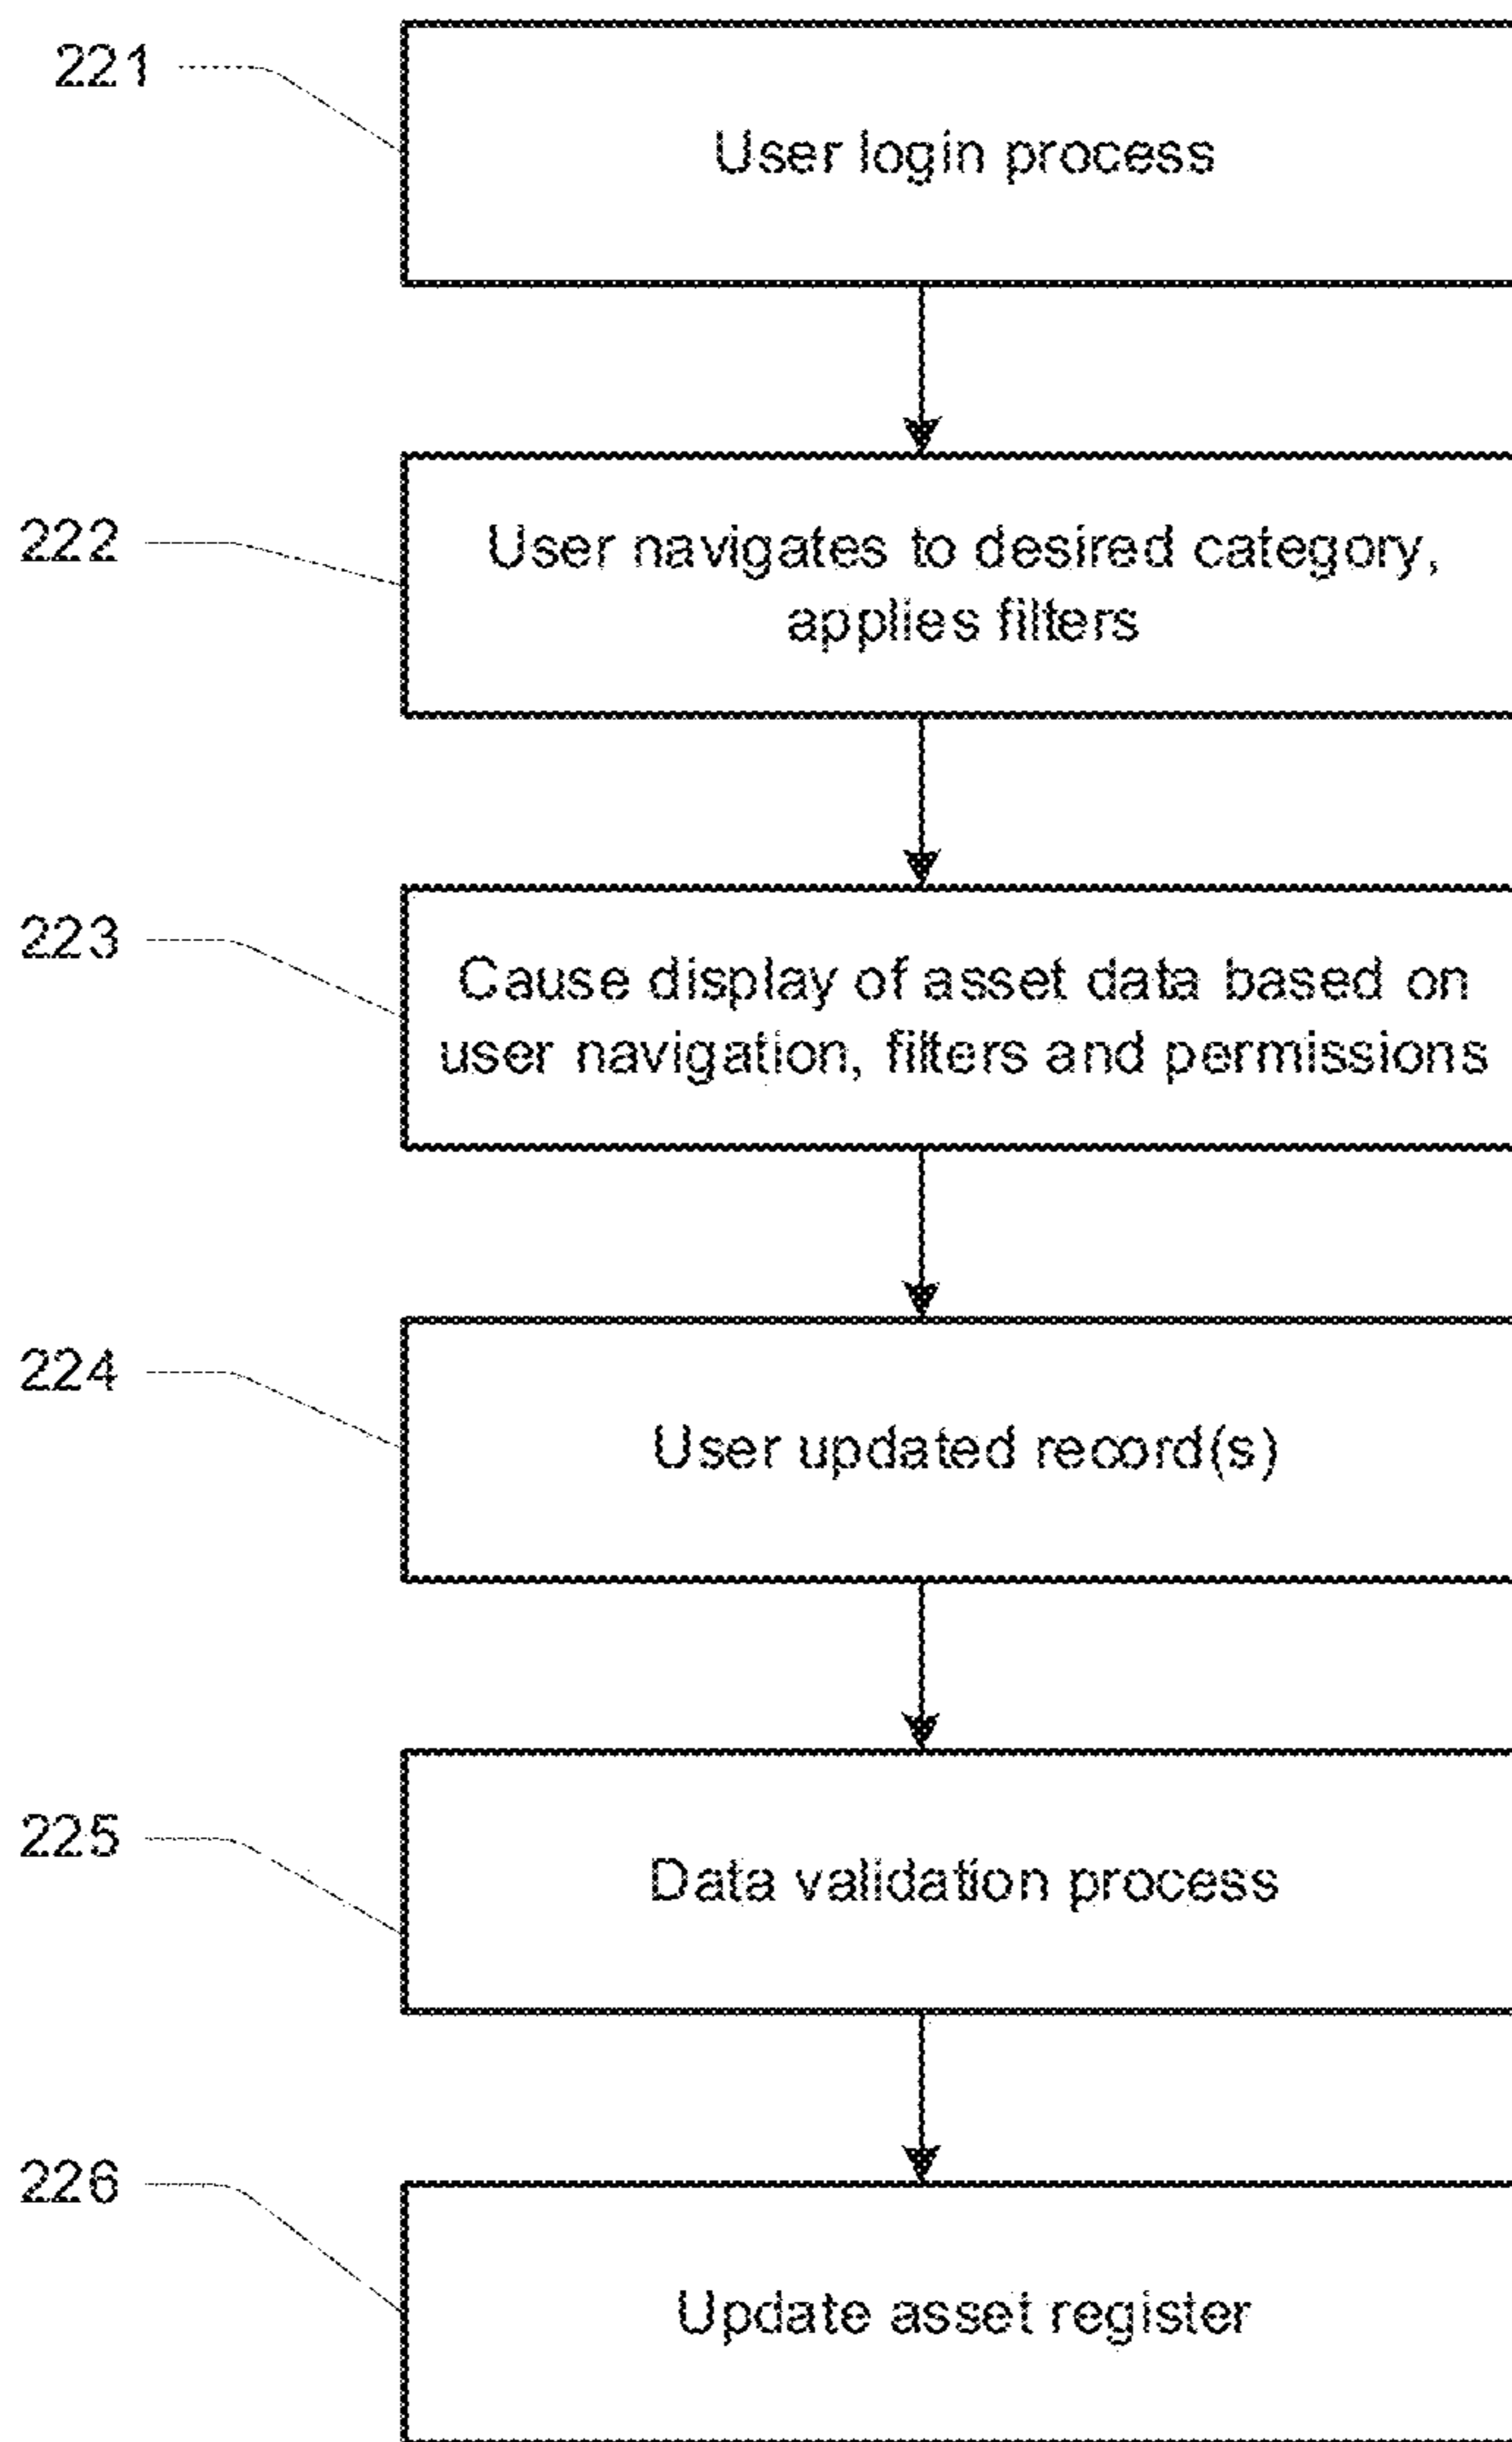 221
User login process
222
User navigates to desired category,
applies filters
223
Cause display of asset data based on
user navigation, filters and permissions
224
User updated record(s)
225
Data validation process
226
Update asset register